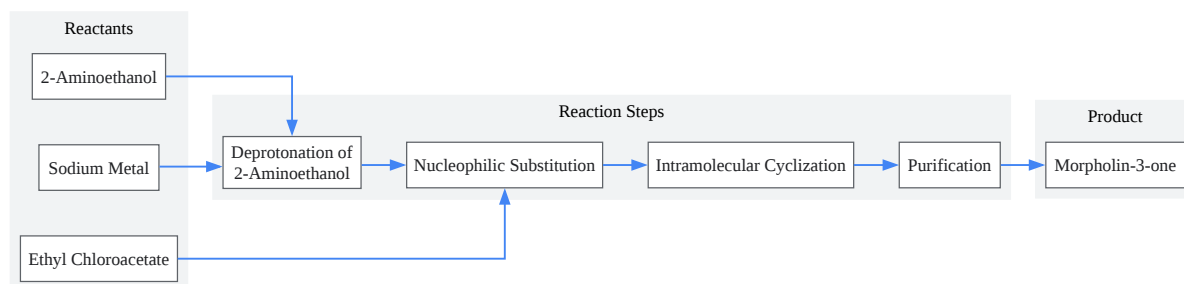 Reactants
2-Aminoethanol
Sodium Metal
Ethyl Chloroacetate
Reaction Steps
Deprotonation of
2-Aminoethanol
Nucleophilic Substitution
Intramolecular Cyclization
Purification
Product
Morpholin-3-one